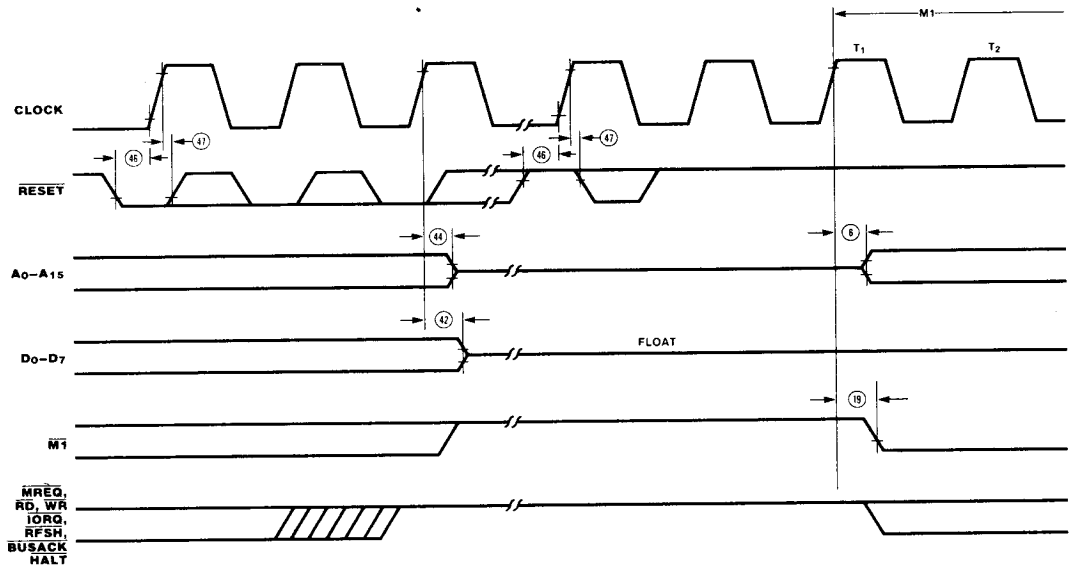 M1
T1
T2
CLOCK
46
47
46
47
RESET
44
6
A0–A15
42
D0–D7
FLOAT
19
M1
MREQ,
RD, WR
IORQ,
RFSH,
BUSACK
HALT